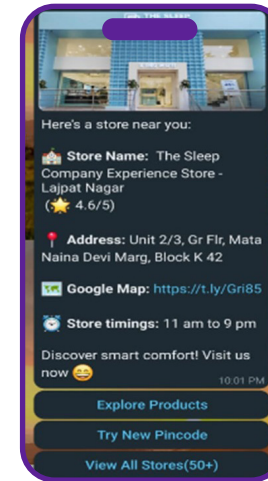 THE SLEEP
Here's a store near you:
Store Name: The Sleep
Company Experience Store -
Lajpat Nagar
(⭐ 4.6/5)
Address: Unit 2/3, Gr Flr, Mata
Naina Devi Marg, Block K 42
Google Map: https://t.ly/Gri85
Store timings: 11 am to 9 pm
Discover smart comfort! Visit us
now 😄
10:01 PM
Explore Products
Try New Pincode
View All Stores(50+)